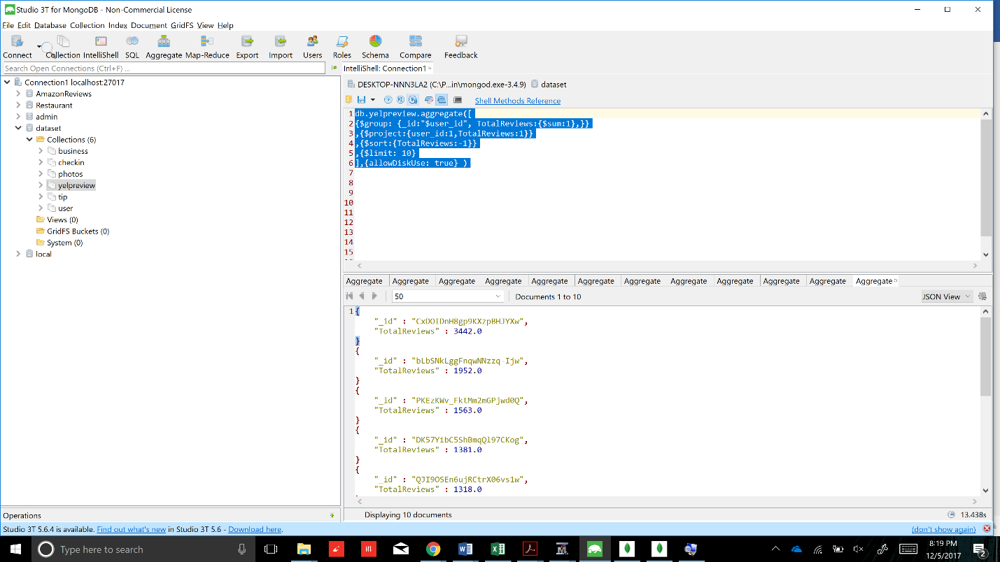 Studio 3T for MongoDB - Non-Commercial License
File Edit Database Collection Index Document GridFS View Help
Connect Collection IntelliShell SQL Aggregate Map-Reduce Export Import Users Roles Schema Compare Feedback
Search Open Connections (Ctrl+F) ...
Connection1 localhost:27017
AmazonReviews
Restaurant
admin
dataset
Collections (6)
business
checkin
photos
yelpreview
tip
user
Views (0)
GridFS Buckets (0)
System (0)
local
Operations
IntelliShell: Connection1
DESKTOP-NNN3LA2 (C:\P...in\mongod.exe-3.4.9) dataset
Shell Methods Reference
1 db.yelpreview.aggregate([
2 {$group: {_id:"$user_id", TotalReviews:{$sum:1},}}
3 ,{$project:{user_id:1,TotalReviews:1}}
4 ,{$sort:{TotalReviews:-1}}
5 ,{$limit: 10}
6 ],{allowDiskUse: true} )
7
8
9
10
11
12
13
14
15
Aggregate Aggregate Aggregate Aggregate Aggregate Aggregate Aggregate Aggregate Aggregate Aggregate Aggregate Aggregate
50 Documents 1 to 10 JSON View
1 {
"_id" : "CxDOIDnH8gp9KXzpBHJYXw",
"TotalReviews" : 3442.0
}
{
"_id" : "bLbSNkLggFnqwNNzzq-Ijw",
"TotalReviews" : 1952.0
}
{
"_id" : "PKEzKWv_FktMm2mGPjwd0Q",
"TotalReviews" : 1563.0
}
{
"_id" : "DK57YibC5ShBmqQl97CKog",
"TotalReviews" : 1381.0
}
{
"_id" : "QJI9OSEn6ujRCtrX06vs1w",
"TotalReviews" : 1318.0
Displaying 10 documents 13.438s
Studio 3T 5.6.4 is available. Find out what's new in Studio 3T 5.6 - Download here. (don't show again)
Type here to search
8:19 PM
12/5/2017
2